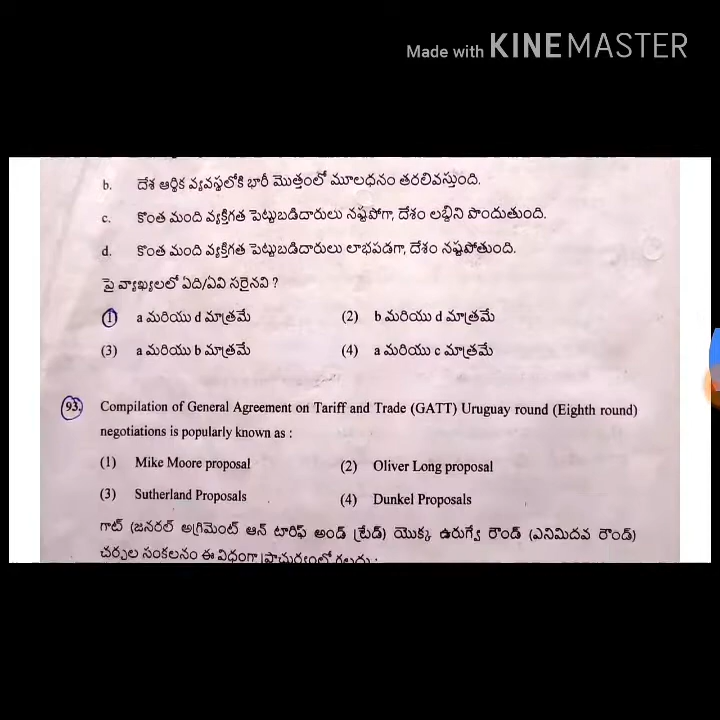 Made with KINEMASTER
b. దేశ ఆర్థిక వ్యవస్థలోకి భారీ మొత్తంలో మూలధనం తరలివస్తుంది.
c. కొంత మంది వ్యక్తిగత పెట్టుబడిదారులు నష్టపోగా, దేశం లబ్ధిని పొందుతుంది.
d. కొంత మంది వ్యక్తిగత పెట్టుబడిదారులు లాభపడగా, దేశం నష్టపోతుంది.
పై వ్యాఖ్యలలో ఏది/ఏవి సరైనవి ?
(1) a మరియు d మాత్రమే (2) b మరియు d మాత్రమే
(3) a మరియు b మాత్రమే (4) a మరియు c మాత్రమే
93. Compilation of General Agreement on Tariff and Trade (GATT) Uruguay round (Eighth round)
negotiations is popularly known as :
(1) Mike Moore proposal (2) Oliver Long proposal
(3) Sutherland Proposals (4) Dunkel Proposals
గాట్ (జనరల్ అగ్రిమెంట్ ఆన్ టారిఫ్ అండ్ ట్రేడ్) యొక్క ఉరుగ్వే రౌండ్ (ఎనిమిదవ రౌండ్)
చర్చల సంకలనం ఈ విధంగా ప్రాచుర్యంలో గలదు :